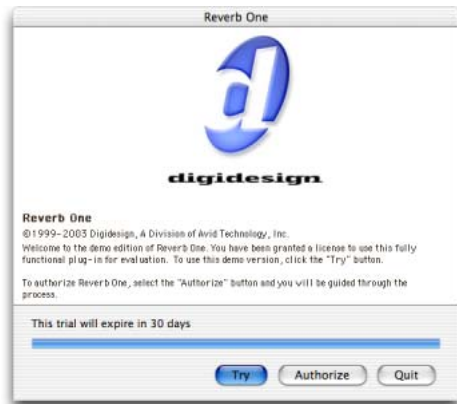 Reverb One
digidesign
Reverb One
©1999-2003 Digidesign, A Division of Avid Technology, Inc.
Welcome to the demo edition of Reverb One. You have been granted a license to use this fully
functional plug-in for evaluation. To use this demo version, click the "Try" button.
To authorize Reverb One, select the "Authorize" button and you will be guided through the
process.
This trial will expire in 30 days
Try
Authorize
Quit